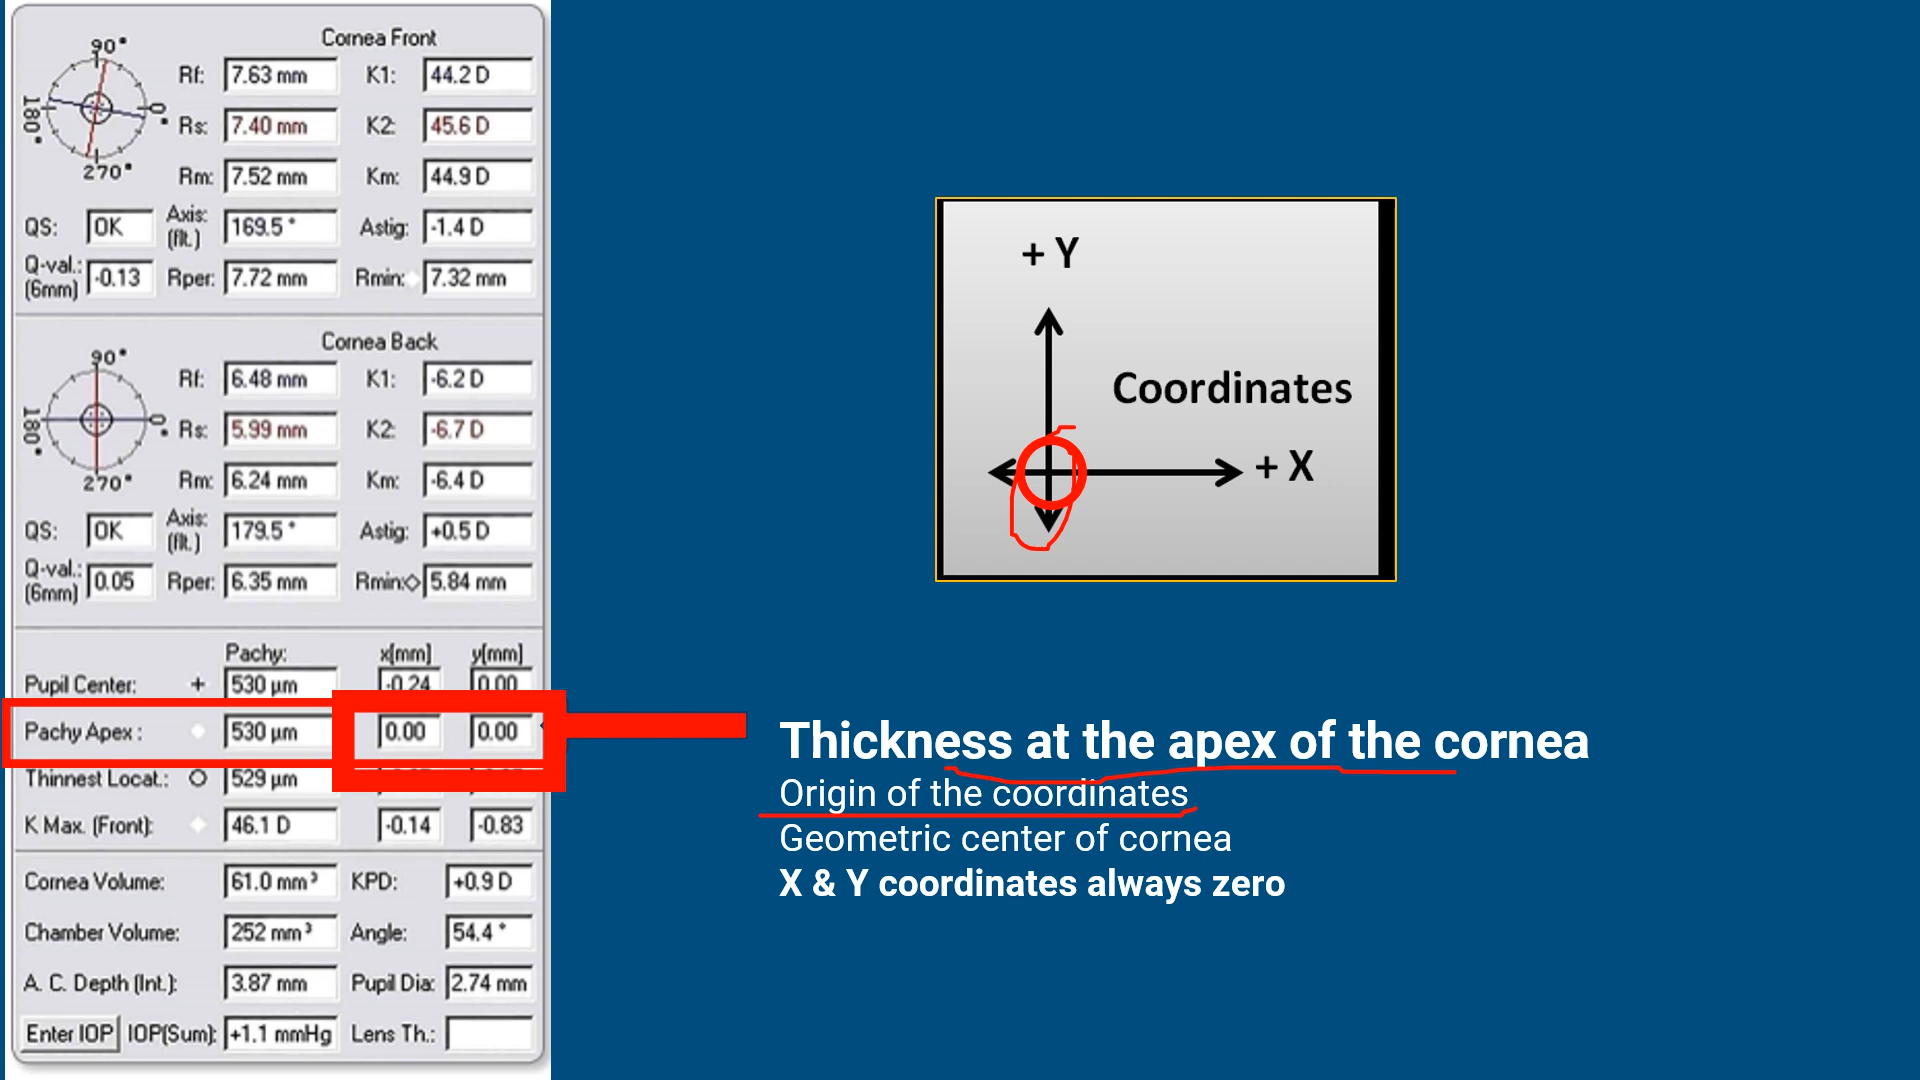 Cornea Front
90°
Rf: 7.63 mm K1: 44.2 D
180° 0°
Rs: 7.40 mm K2: 45.6 D
270°
Rm: 7.52 mm Km: 44.9 D
QS: OK Axis: (flt.) 169.5 ° Astig: -1.4 D
Q-val.: (6mm) -0.13 Rper: 7.72 mm Rmin: 7.32 mm
Cornea Back
90°
Rf: 6.48 mm K1: -6.2 D
180° 0°
Rs: 5.99 mm K2: -6.7 D
270°
Rm: 6.24 mm Km: -6.4 D
QS: OK Axis: (flt.) 179.5 ° Astig: +0.5 D
Q-val.: (6mm) 0.05 Rper: 6.35 mm Rmin: 5.84 mm
Pachy: x[mm] y[mm]
Pupil Center: + 530 µm -0.24 0.00
Pachy Apex : 530 µm 0.00 0.00
Thinnest Locat.: O 529 µm
K Max. (Front): 46.1 D -0.14 -0.83
Cornea Volume: 61.0 mm³ KPD: +0.9 D
Chamber Volume: 252 mm³ Angle: 54.4 °
A. C. Depth (Int.): 3.87 mm Pupil Dia: 2.74 mm
Enter IOP IOP(Sum): +1.1 mmHg Lens Th.:
+ Y
Coordinates
+ X
Thickness at the apex of the cornea
Origin of the coordinates
Geometric center of cornea
X & Y coordinates always zero